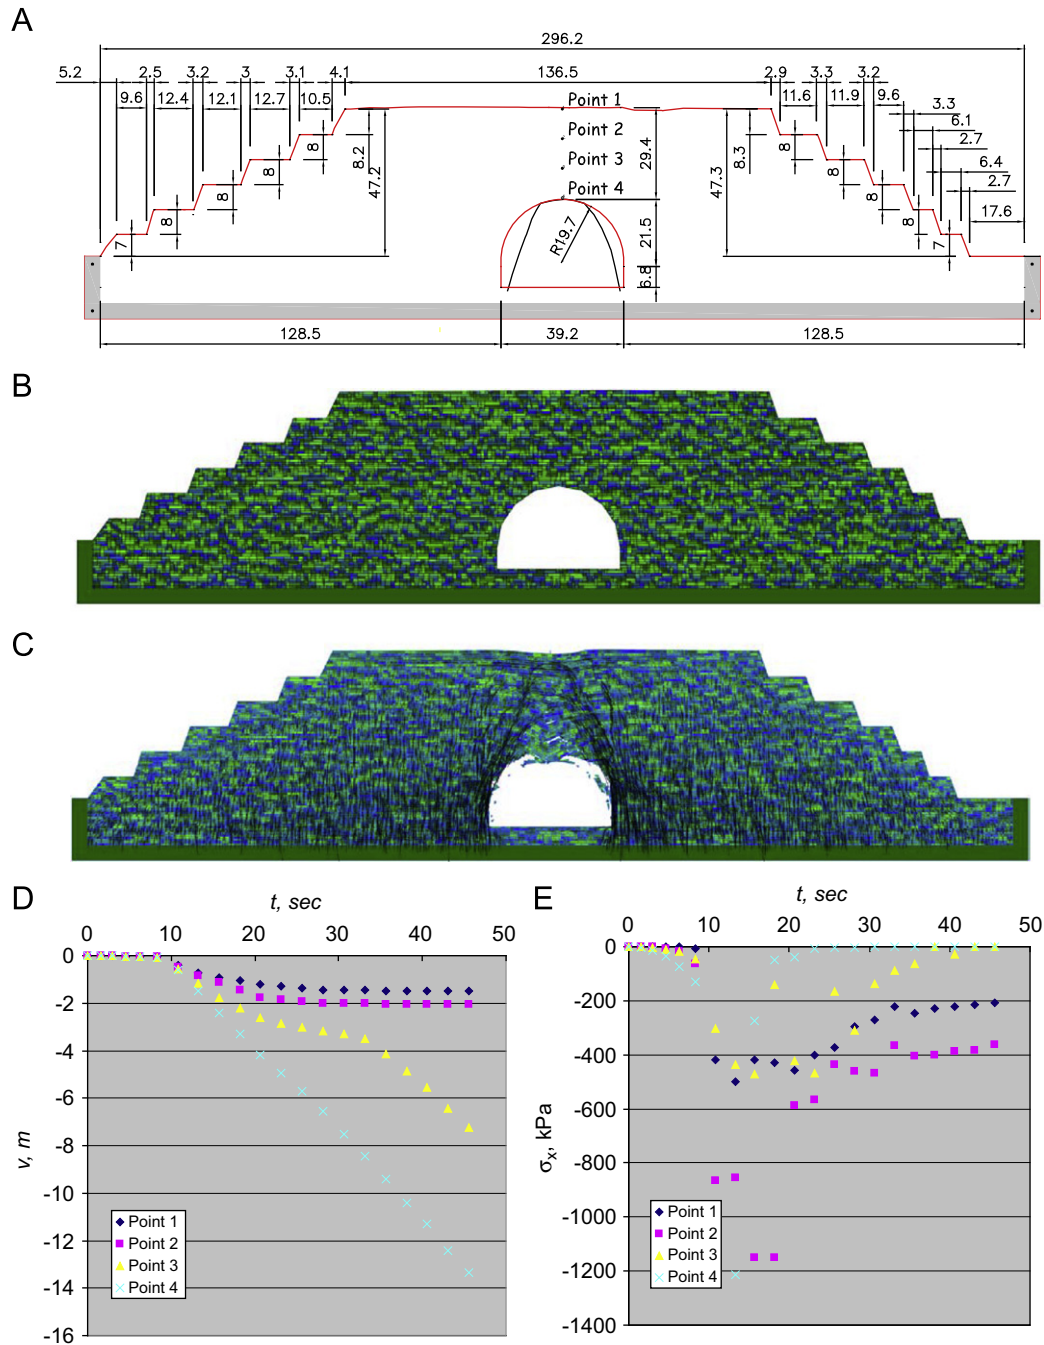 A
296.2
5.2 2.5 3.2 3 3.1 4.1 136.5 2.9 3.3 3.2
9.6 12.4 12.1 12.7 10.5 Point 1 11.6 11.9 9.6 3.3
6.1
Point 2
8 8.2 29.4 8.3 8 2.7
Point 3
8 47.2 47.3 8 6.4
Point 4
8 8 2.7
8 R19.7 21.5 8 17.6
7 7
6.8
128.5 39.2 128.5
B
C
D
t, sec
0 10 20 30 40 50
0
-2
-4
-6
-8
-10
-12
-14
-16
v, m
Point 1
Point 2
Point 3
Point 4
E
t, sec
0 10 20 30 40 50
0
-200
-400
-600
-800
-1000
-1200
-1400
σx, kPa
Point 1
Point 2
Point 3
Point 4